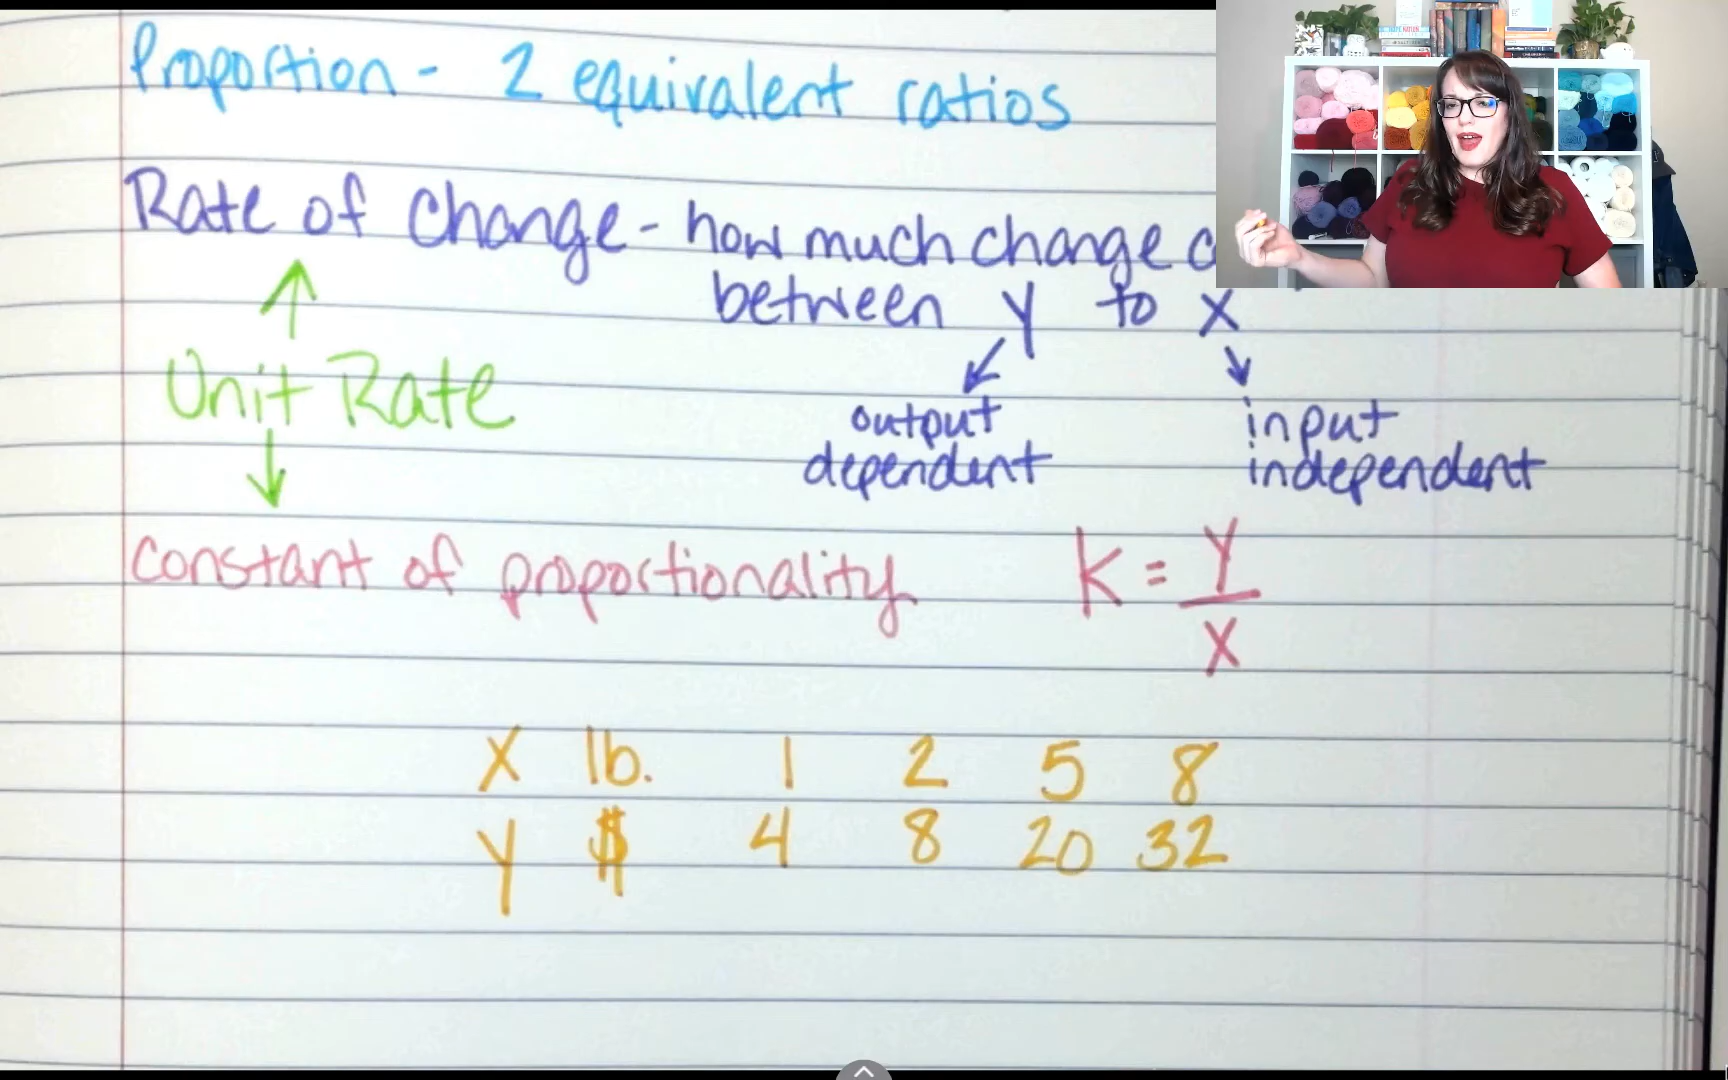 Proportion - 2 equivalent ratios
Rate of Change - how much change
between y to x
Unit Rate
output input
dependent independent
Constant of proportionality K = y
x
X lb. 1 2 5 8
y $ 4 8 20 32